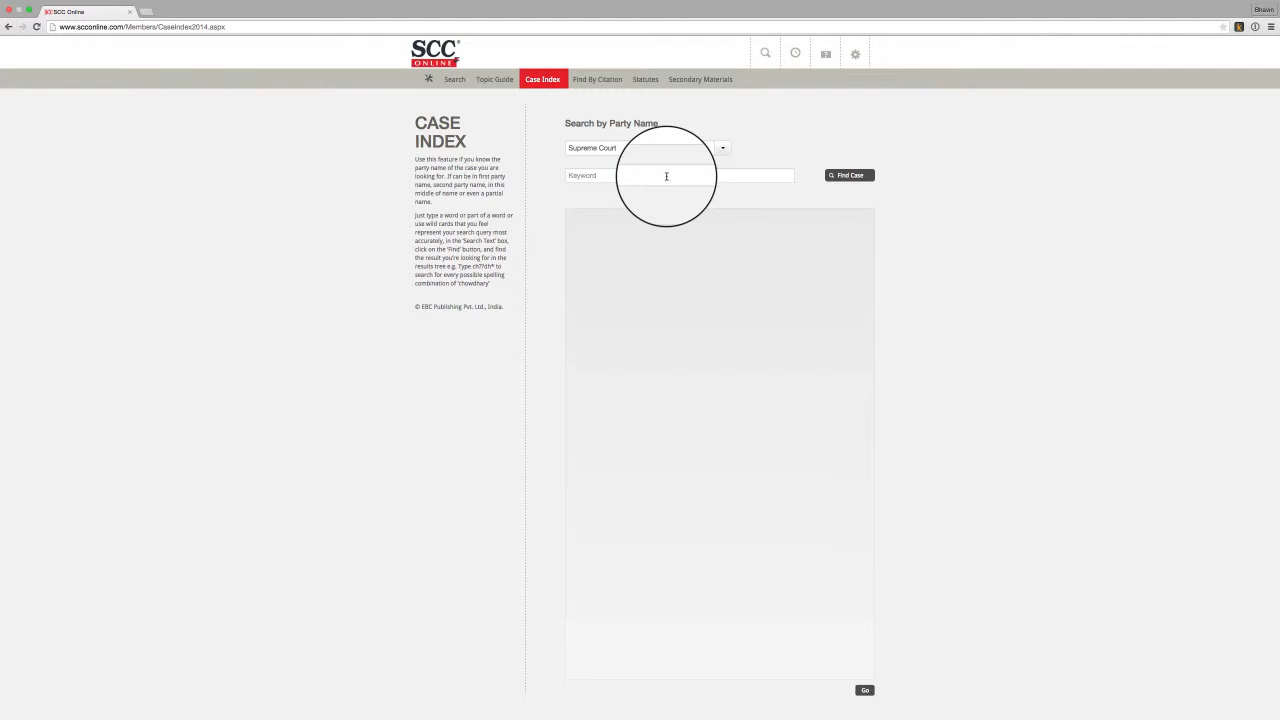 SCC Online
Bhavin
www.scconline.com/Members/CaseIndex2014.aspx
SCC®
ONLINE
Search
Topic Guide
Case Index
Find By Citation
Statutes
Secondary Materials
CASE
INDEX
Use this feature if you know the
party name of the case you are
looking for. If can be in first party
name, second party name, in this
middle of name or even a partial
name.
Just type a word or part of a word or
use wild cards that you feel
represent your search query most
accurately, in the 'Search Text' box,
click on the 'Find' button, and find
the result you're looking for in the
results tree e.g. Type ch??dh* to
search for every possible spelling
combination of 'chowdhary'
© EBC Publishing Pvt. Ltd., India.
Search by Party Name
Supreme Court
Keyword
Find Case
Go